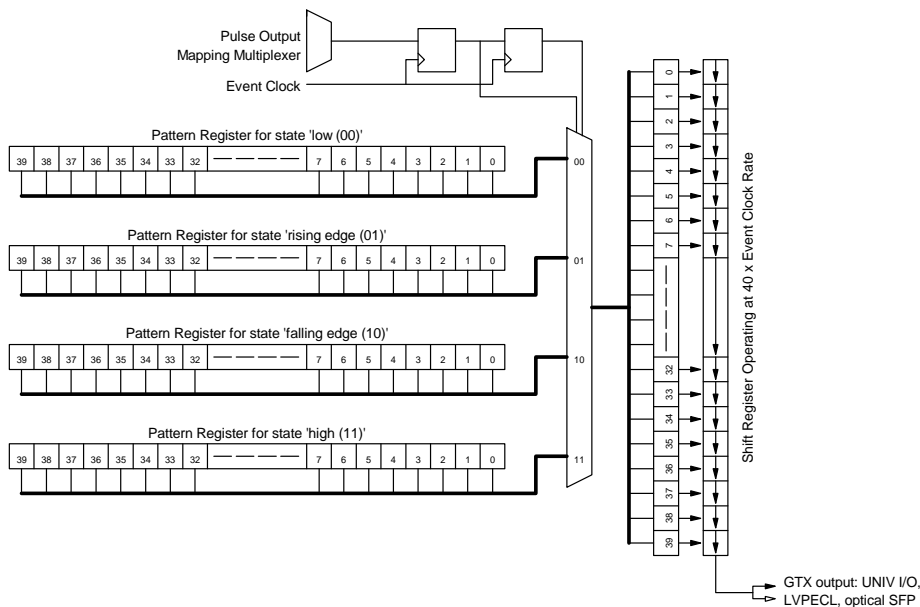 Pulse Output
Mapping Multiplexer
Event Clock
Pattern Register for state 'low (00)'
39 38 37 36 35 34 33 32 7 6 5 4 3 2 1 0
00
Pattern Register for state 'rising edge (01)'
39 38 37 36 35 34 33 32 7 6 5 4 3 2 1 0
01
Pattern Register for state 'falling edge (10)'
39 38 37 36 35 34 33 32 7 6 5 4 3 2 1 0
10
Pattern Register for state 'high (11)'
39 38 37 36 35 34 33 32 7 6 5 4 3 2 1 0
11
0
1
2
3
4
5
6
7
32
33
34
35
36
37
38
39
Shift Register Operating at 40 x Event Clock Rate
GTX output: UNIV I/O,
LVPECL, optical SFP